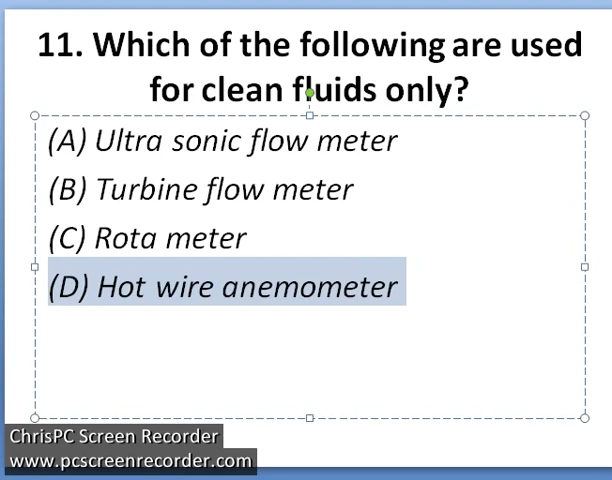 11. Which of the following are used
for clean fluids only?
(A) Ultra sonic flow meter
(B) Turbine flow meter
(C) Rota meter
(D) Hot wire anemometer
ChrisPC Screen Recorder
www.pcscreenrecorder.com